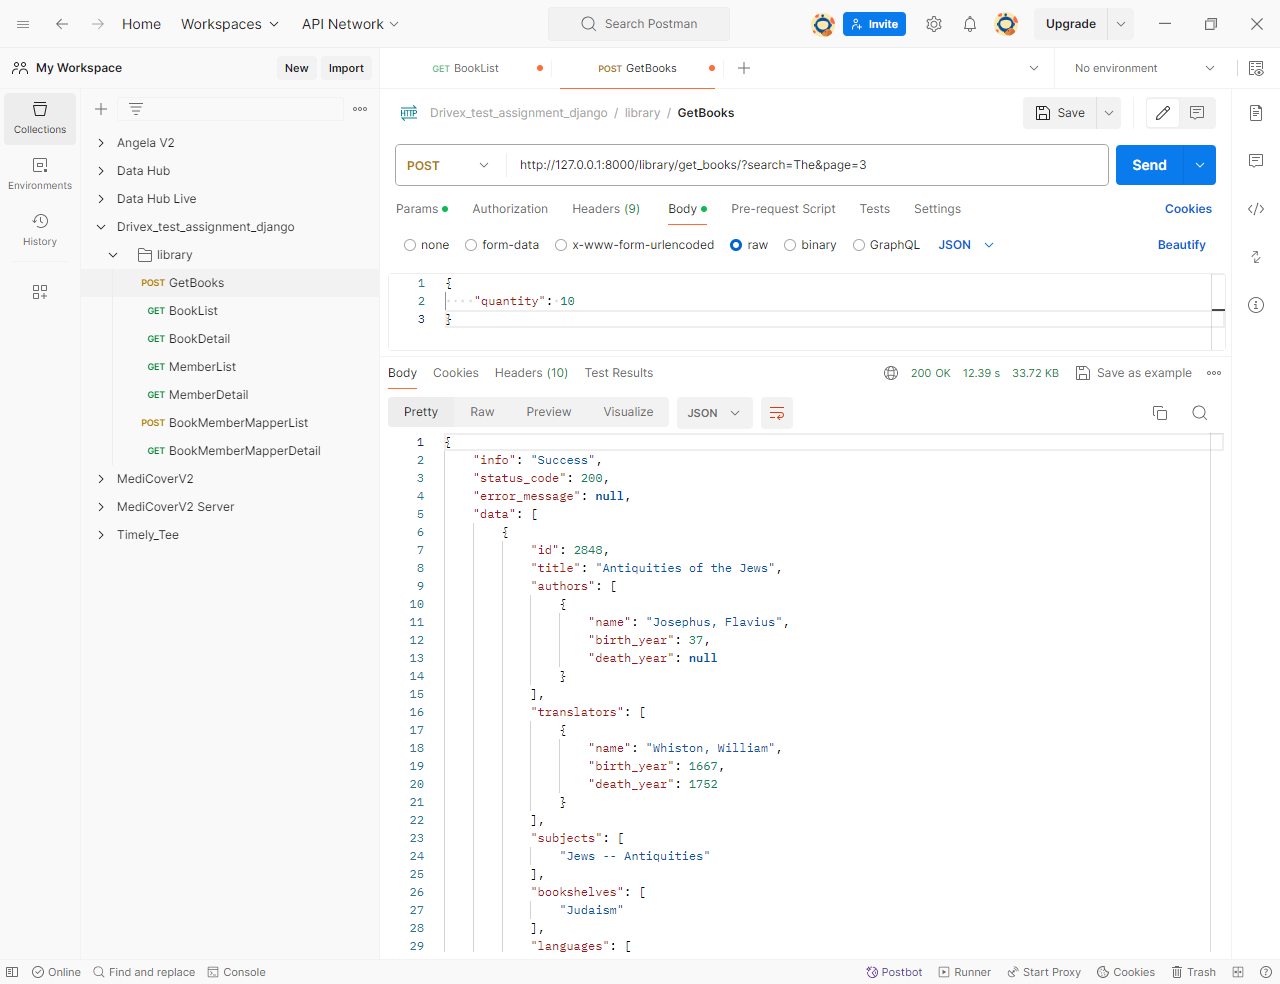 Home Workspaces API Network Search Postman Invite Upgrade
My Workspace New Import GET BookList POST GetBooks No environment
Collections
Environments
History
Angela V2
Data Hub
Data Hub Live
Drivex_test_assignment_django
library
POST GetBooks
GET BookList
GET BookDetail
GET MemberList
GET MemberDetail
POST BookMemberMapperList
GET BookMemberMapperDetail
MediCoverV2
MediCoverV2 Server
Timely_Tee
HTTP Drivex_test_assignment_django / library / GetBooks Save
POST http://127.0.0.1:8000/library/get_books/?search=The&page=3 Send
Params Authorization Headers (9) Body Pre-request Script Tests Settings Cookies
none form-data x-www-form-urlencoded raw binary GraphQL JSON Beautify
1 {
2 "quantity": 10
3 }
Body Cookies Headers (10) Test Results 200 OK 12.39 s 33.72 KB Save as example
Pretty Raw Preview Visualize JSON
1 {
2 "info": "Success",
3 "status_code": 200,
4 "error_message": null,
5 "data": [
6 {
7 "id": 2848,
8 "title": "Antiquities of the Jews",
9 "authors": [
10 {
11 "name": "Josephus, Flavius",
12 "birth_year": 37,
13 "death_year": null
14 }
15 ],
16 "translators": [
17 {
18 "name": "Whiston, William",
19 "birth_year": 1667,
20 "death_year": 1752
21 }
22 ],
23 "subjects": [
24 "Jews -- Antiquities"
25 ],
26 "bookshelves": [
27 "Judaism"
28 ],
29 "languages": [
Online Find and replace Console Postbot Runner Start Proxy Cookies Trash